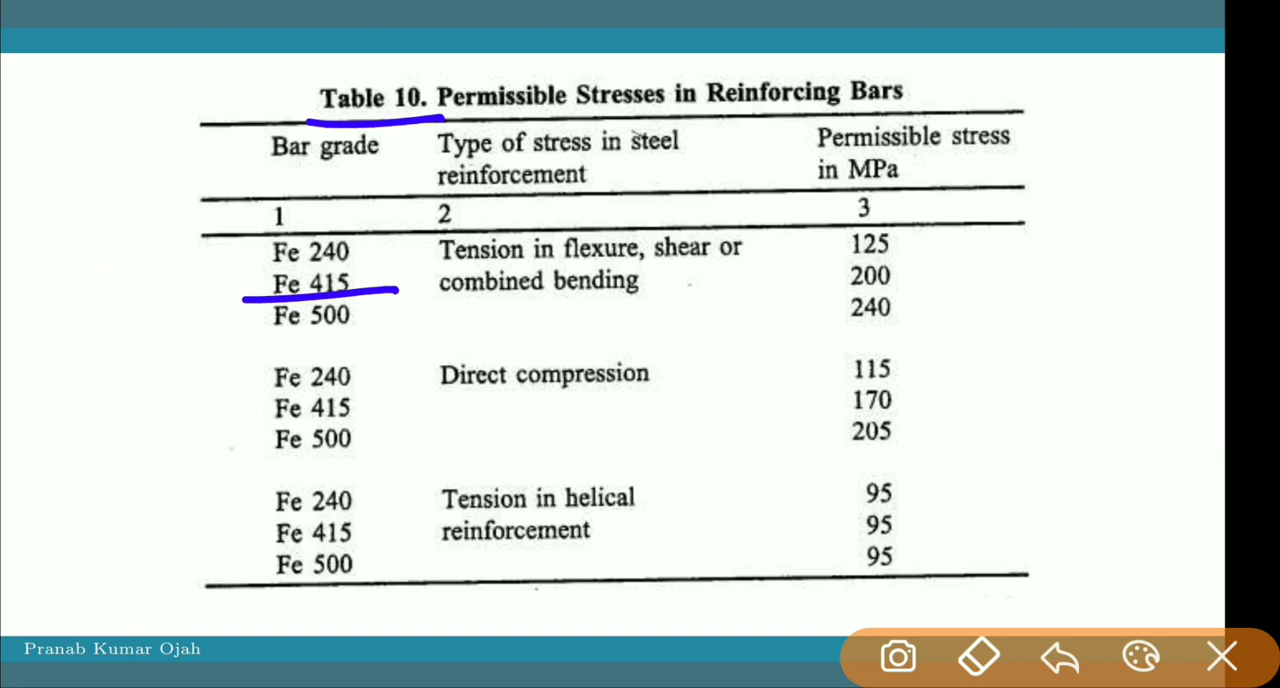 Table 10. Permissible Stresses in Reinforcing Bars
Bar grade Type of stress in steel reinforcement Permissible stress in MPa
1 2 3
Fe 240 Tension in flexure, shear or 125
Fe 415 combined bending 200
Fe 500 240
Fe 240 Direct compression 115
Fe 415 170
Fe 500 205
Fe 240 Tension in helical 95
Fe 415 reinforcement 95
Fe 500 95
Pranab Kumar Ojah